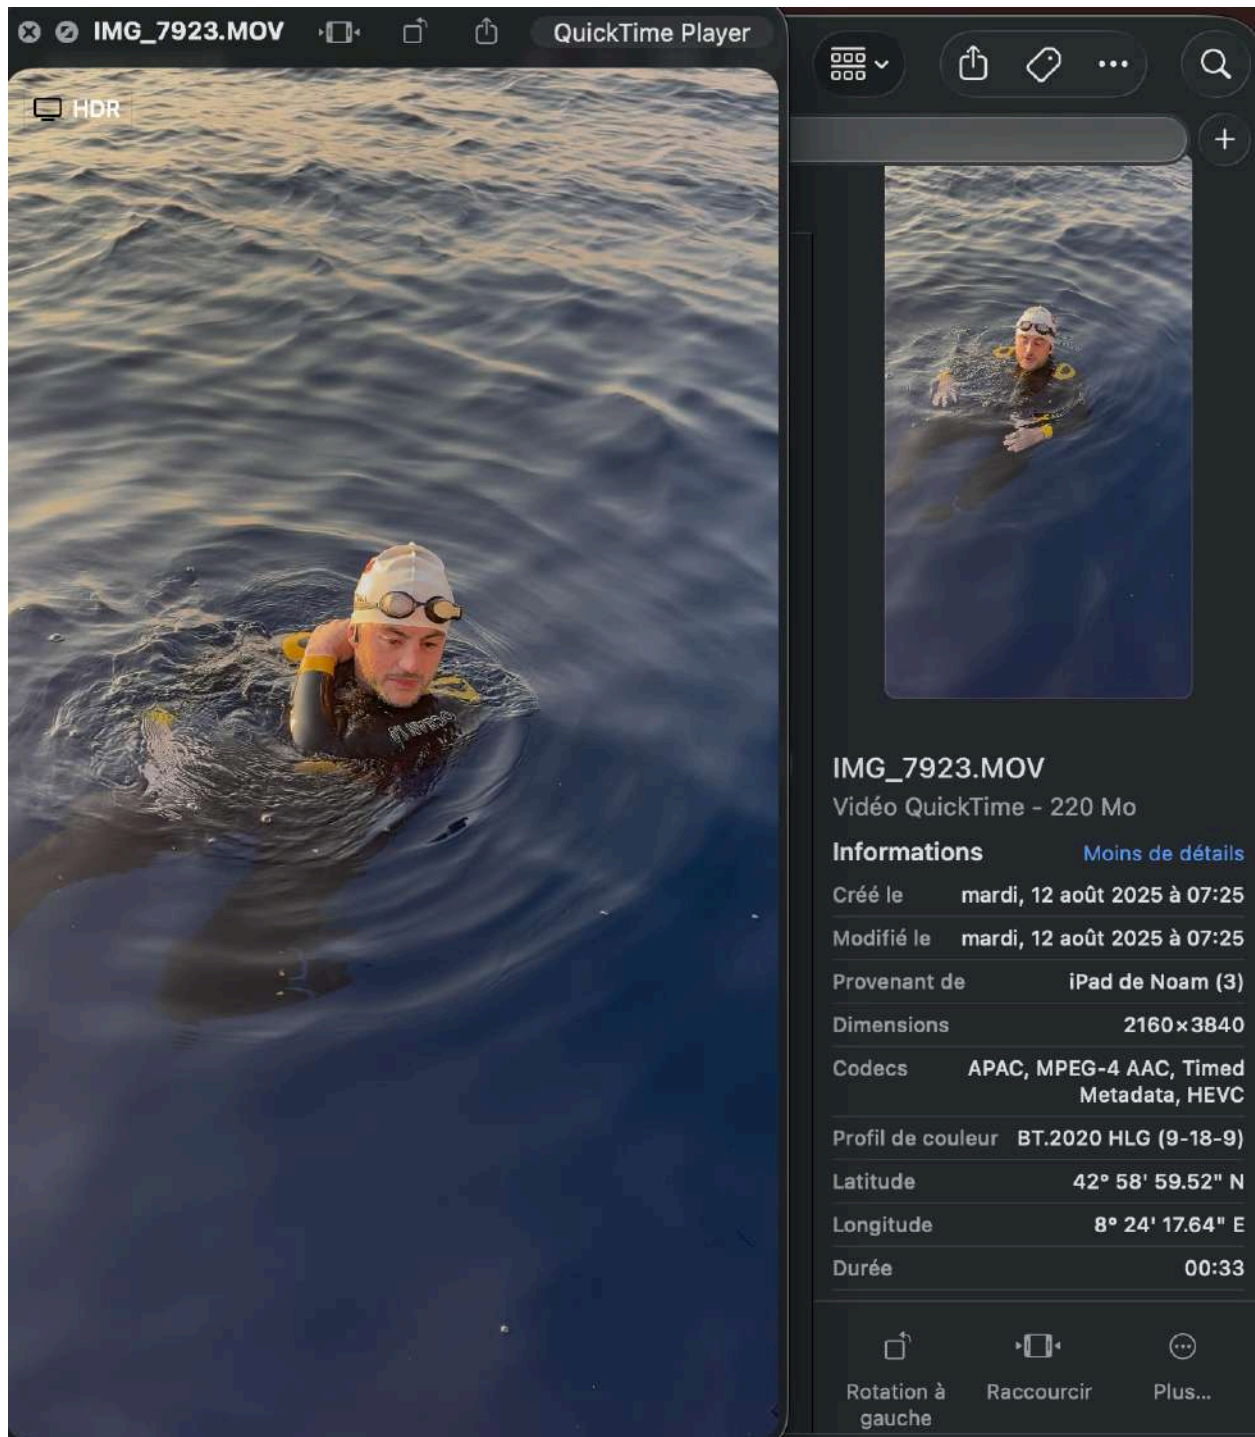 IMG_7923.MOV
QuickTime Player
HDR
IMG_7923.MOV
Vidéo QuickTime - 220 Mo
Informations Moins de détails
Créé le mardi, 12 août 2025 à 07:25
Modifié le mardi, 12 août 2025 à 07:25
Provenant de iPad de Noam (3)
Dimensions 2160×3840
Codecs APAC, MPEG-4 AAC, Timed
Metadata, HEVC
Profil de couleur BT.2020 HLG (9-18-9)
Latitude 42° 58' 59.52" N
Longitude 8° 24' 17.64" E
Durée 00:33
Rotation à
gauche
Raccourcir
Plus...